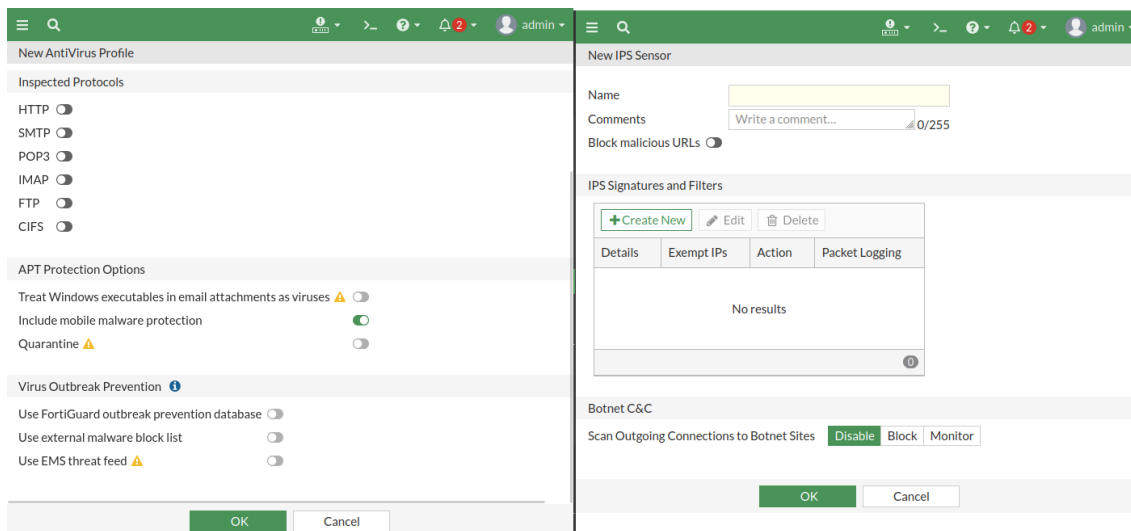 2 admin
New AntiVirus Profile
Inspected Protocols
HTTP
SMTP
POP3
IMAP
FTP
CIFS
APT Protection Options
Treat Windows executables in email attachments as viruses
Include mobile malware protection
Quarantine
Virus Outbreak Prevention
Use FortiGuard outbreak prevention database
Use external malware block list
Use EMS threat feed
OK Cancel
2 admin
New IPS Sensor
Name
Comments Write a comment... 0/255
Block malicious URLs
IPS Signatures and Filters
+Create New Edit Delete
Details Exempt IPs Action Packet Logging
No results
0
Botnet C&C
Scan Outgoing Connections to Botnet Sites Disable Block Monitor
OK Cancel